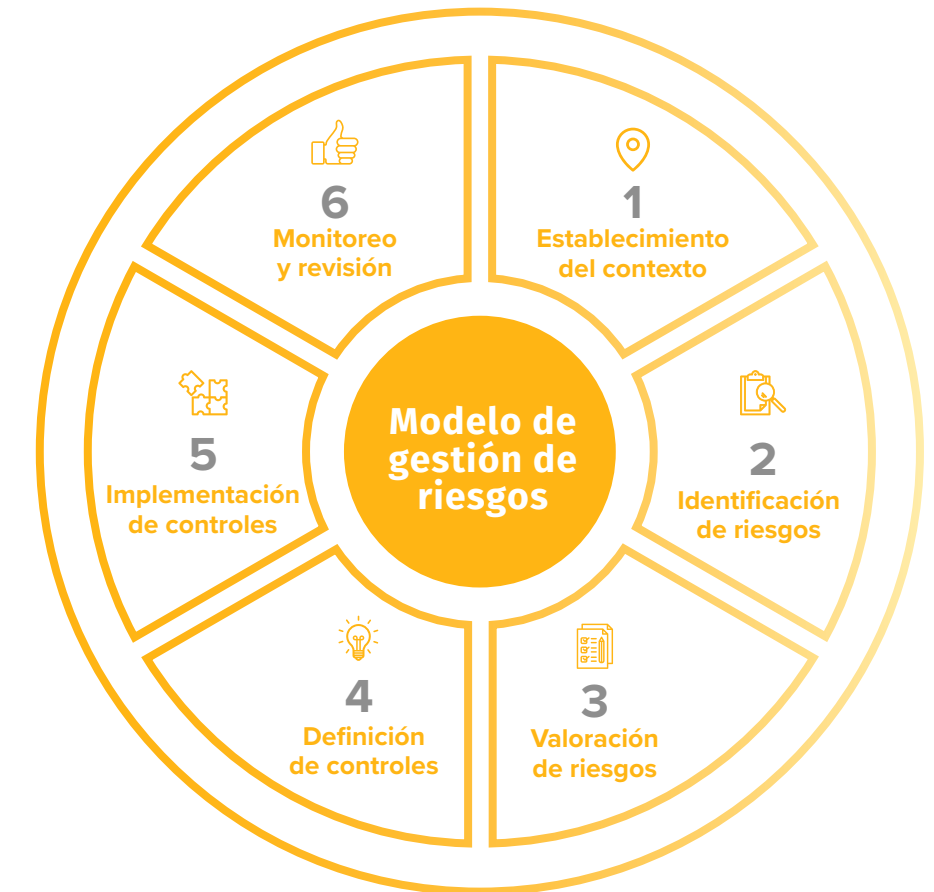 Modelo de
gestión de
riesgos
1
Establecimiento
del contexto
2
Identificación
de riesgos
3
Valoración
de riesgos
4
Definición
de controles
5
Implementación
de controles
6
Monitoreo
y revisión